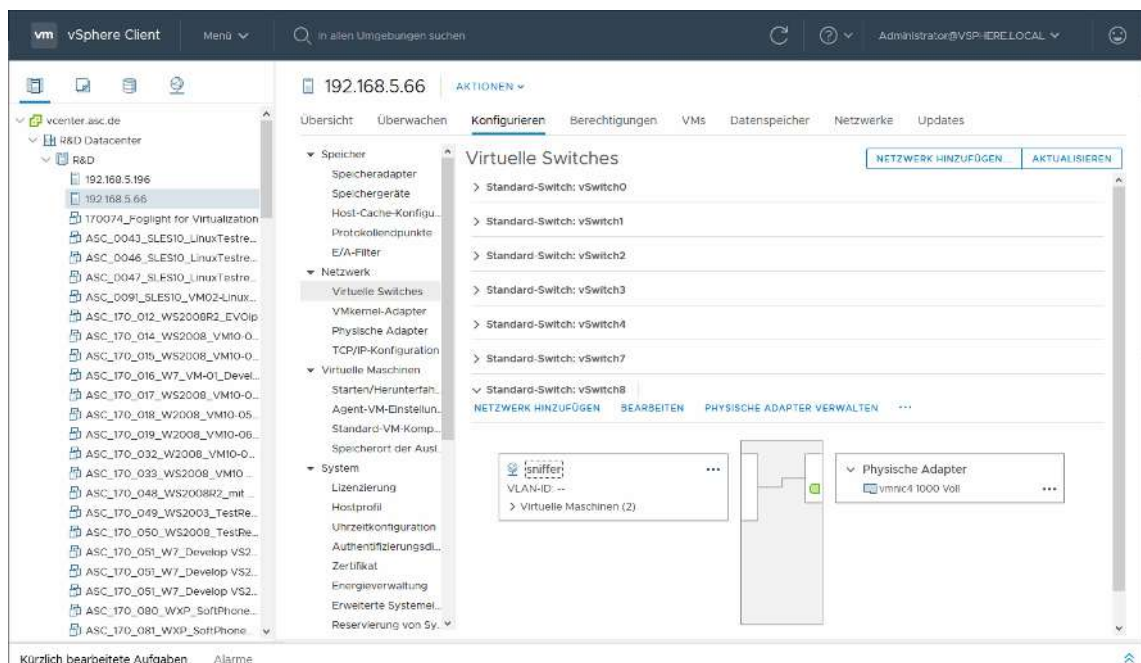 vm vSphere Client Menü In allen Umgebungen suchen Administrator@VSPHERE.LOCAL
192.168.5.66 AKTIONEN
Übersicht Überwachen Konfigurieren Berechtigungen VMs Datenspeicher Netzwerke Updates
vcenter.asc.de
R&D Datacenter
R&D
192.168.5.196
192.168.5.66
170074_Foglight for Virtualization
ASC_0043_SLES10_LinuxTestre...
ASC_0046_SLES10_LinuxTestre...
ASC_0047_SLES10_LinuxTestre...
ASC_0091_SLES10_VM02-Linux...
ASC_170_012_WS2008R2_EVOip
ASC_170_014_WS2008_VM10-0...
ASC_170_015_WS2008_VM10-0...
ASC_170_016_W7_VM-01_Devel...
ASC_170_017_WS2008_VM10-0...
ASC_170_018_W2008_VM10-05...
ASC_170_019_W2008_VM10-06...
ASC_170_032_W2008_VM10-0...
ASC_170_033_WS2008_VM10 ...
ASC_170_048_WS2008R2_mit ...
ASC_170_049_WS2003_TestRe...
ASC_170_050_WS2008_TestRe...
ASC_170_051_W7_Develop VS2...
ASC_170_051_W7_Develop VS2...
ASC_170_051_W7_Develop VS2...
ASC_170_080_WXP_SoftPhone...
ASC_170_081_WXP_SoftPhone...
Speicher
Speicheradapter
Speichergeräte
Host-Cache-Konfigu...
Protokollendpunkte
E/A-Filter
Netzwerk
Virtuelle Switches
VMkernel-Adapter
Physische Adapter
TCP/IP-Konfiguration
Virtuelle Maschinen
Starten/Herunterfah...
Agent-VM-Einstellun...
Standard-VM-Komp...
Speicherort der Ausl...
System
Lizenzierung
Hostprofil
Uhrzeitkonfiguration
Authentifizierungsdi...
Zertifikat
Energieverwaltung
Erweiterte Systemei...
Reservierung von Sy...
Virtuelle Switches
NETZWERK HINZUFÜGEN... AKTUALISIEREN
Standard-Switch: vSwitch0
Standard-Switch: vSwitch1
Standard-Switch: vSwitch2
Standard-Switch: vSwitch3
Standard-Switch: vSwitch4
Standard-Switch: vSwitch7
Standard-Switch: vSwitch8
NETZWERK HINZUFÜGEN BEARBEITEN PHYSISCHE ADAPTER VERWALTEN ...
sniffer ...
VLAN-ID: --
Virtuelle Maschinen (2)
Physische Adapter
vmnic4 1000 Voll ...
Kürzlich bearbeitete Aufgaben Alarme